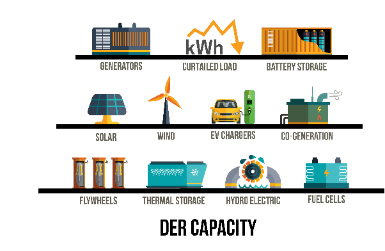 kWh
GENERATORS
CURTAILED LOAD
BATTERY STORAGE
SOLAR
WIND
EV CHARGERS
CO-GENERATION
FLYWHEELS
THERMAL STORAGE
HYDRO ELECTRIC
FUEL CELLS
DER CAPACITY